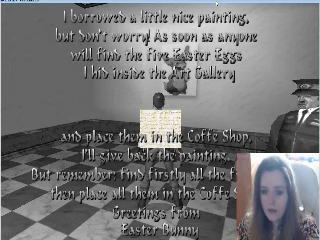 I borrowed a little nice painting,
but don't worry! As soon as anyone
will find the Five Easter Eggs
I hid inside the Art Gallery
and place them in the Coffe Shop,
I'll give back the painting.
But remember: find firstly all the
then place all them in the Coffe
Greetings From
Easter Bunny